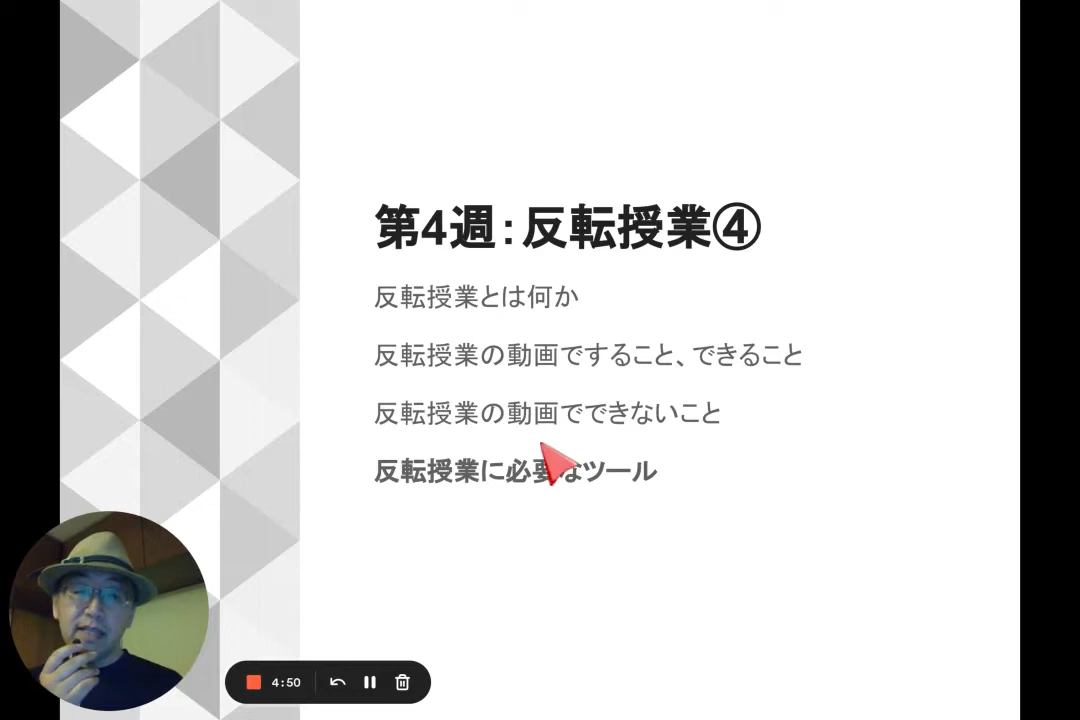 第4週：反転授業④
反転授業とは何か
反転授業の動画ですること、できること
反転授業の動画でできないこと
反転授業に必要なツール
4:50